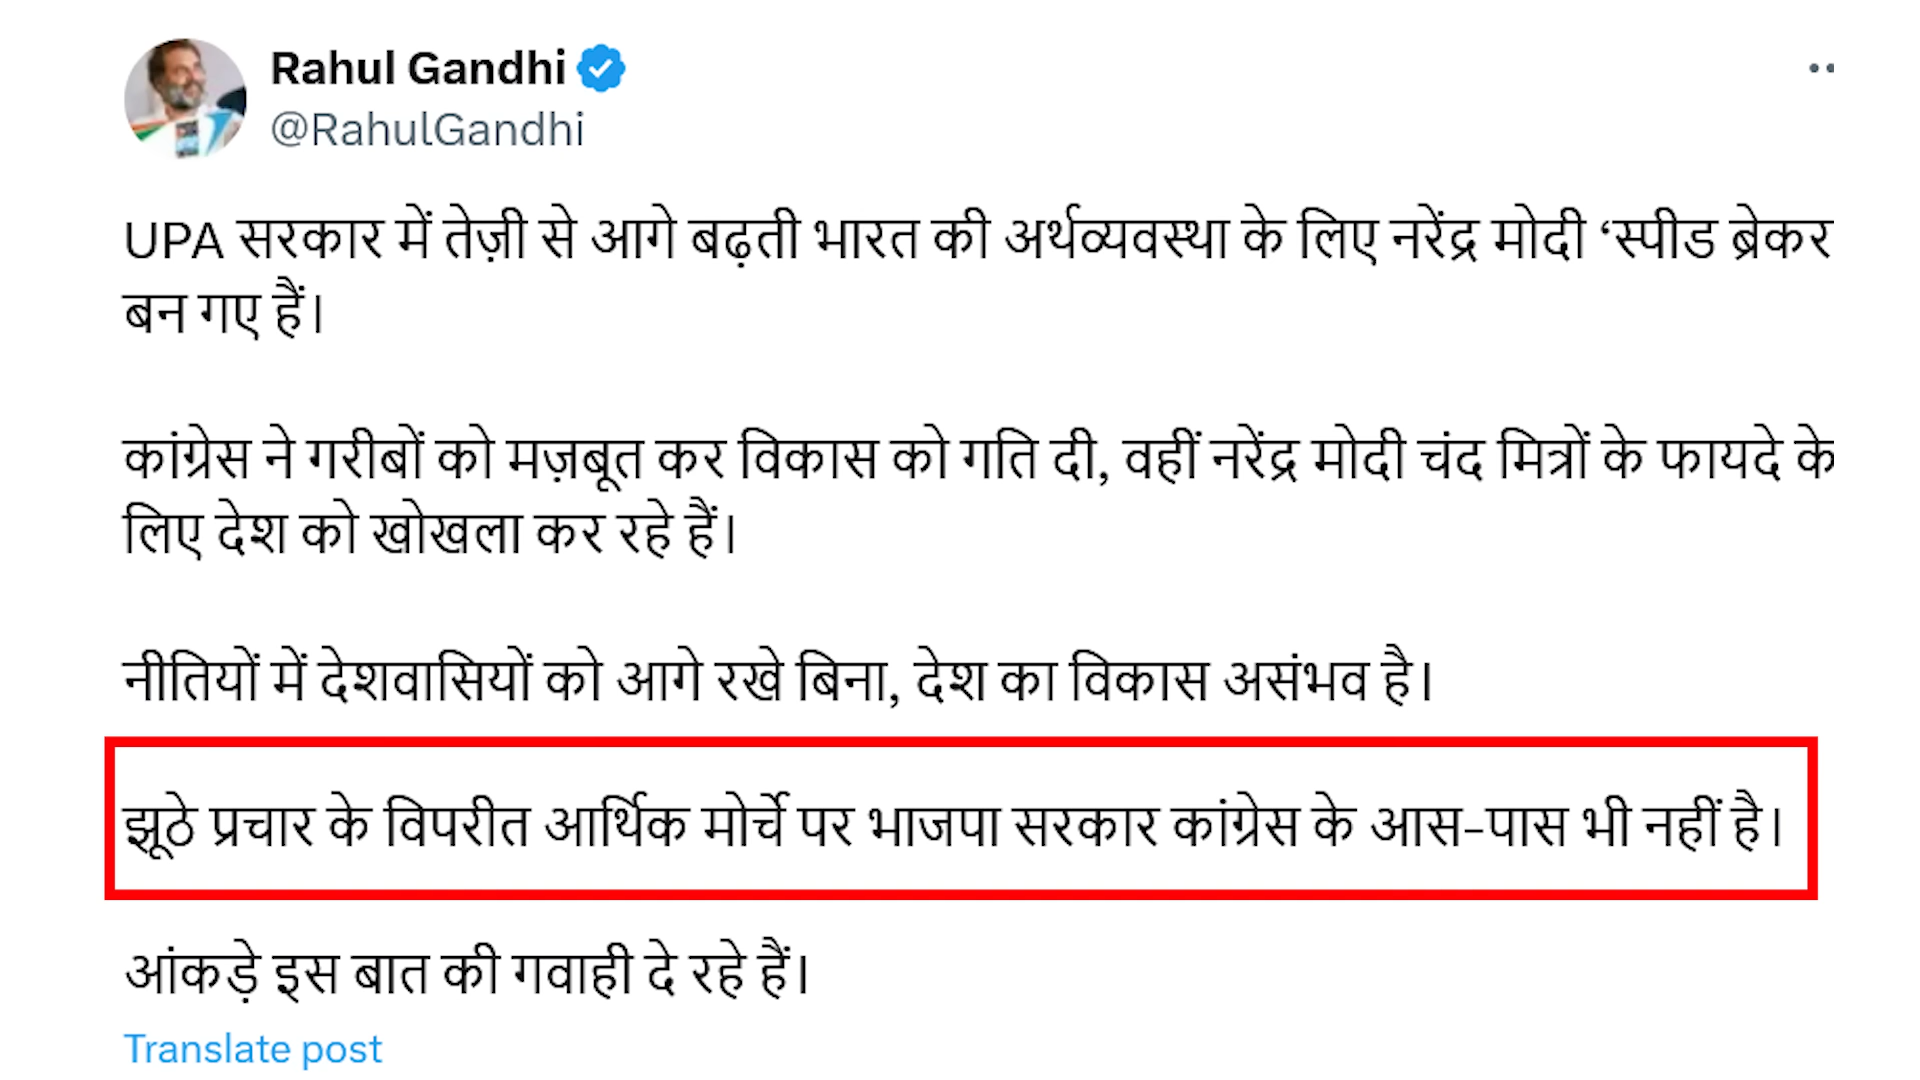 Rahul Gandhi
@RahulGandhi
UPA सरकार में तेज़ी से आगे बढ़ती भारत की अर्थव्यवस्था के लिए नरेंद्र मोदी ‘स्पीड ब्रेकर
बन गए हैं।
कांग्रेस ने गरीबों को मज़बूत कर विकास को गति दी, वहीं नरेंद्र मोदी चंद मित्रों के फायदे के
लिए देश को खोखला कर रहे हैं।
नीतियों में देशवासियों को आगे रखे बिना, देश का विकास असंभव है।
झूठे प्रचार के विपरीत आर्थिक मोर्चे पर भाजपा सरकार कांग्रेस के आस-पास भी नहीं है।
आंकड़े इस बात की गवाही दे रहे हैं।
Translate post